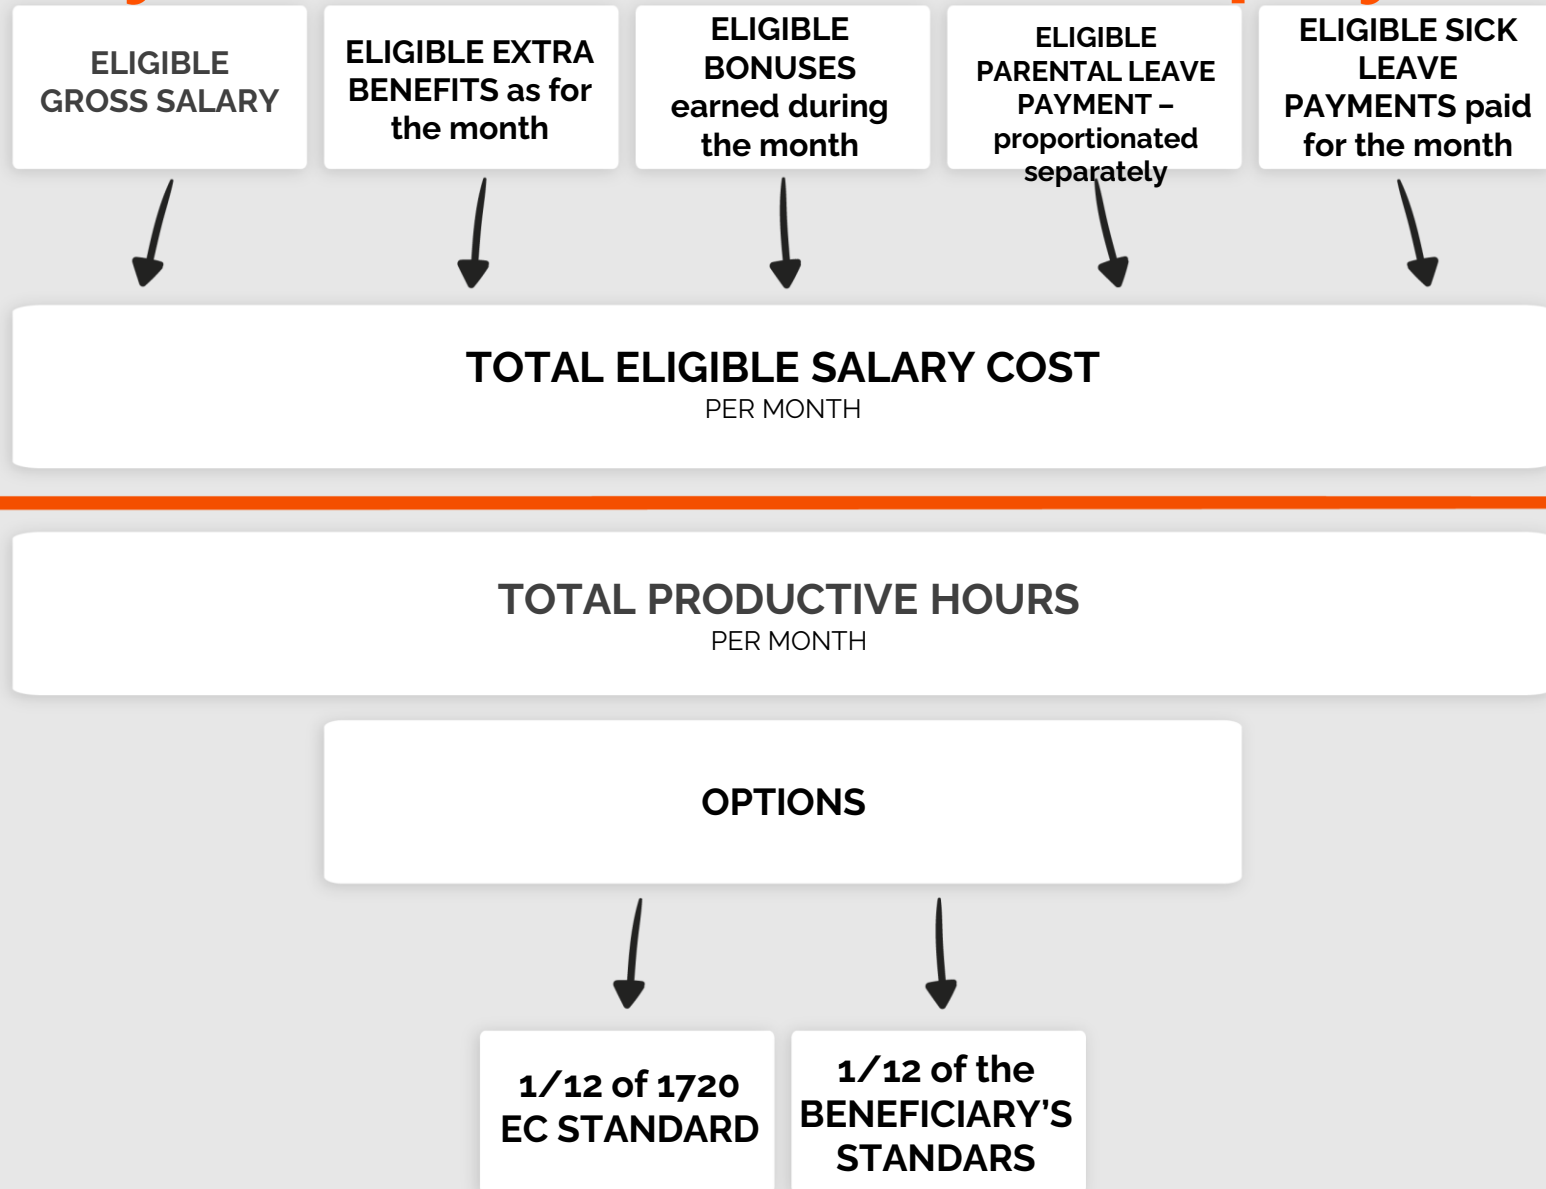 ELIGIBLE
GROSS SALARY
ELIGIBLE EXTRA
BENEFITS as for
the month
ELIGIBLE
BONUSES
earned during
the month
ELIGIBLE
PARENTAL LEAVE
PAYMENT –
proportionated
separately
ELIGIBLE SICK
LEAVE
PAYMENTS paid
for the month
TOTAL ELIGIBLE SALARY COST
PER MONTH
TOTAL PRODUCTIVE HOURS
PER MONTH
OPTIONS
1/12 of 1720
EC STANDARD
1/12 of the
BENEFICIARY’S
STANDARS